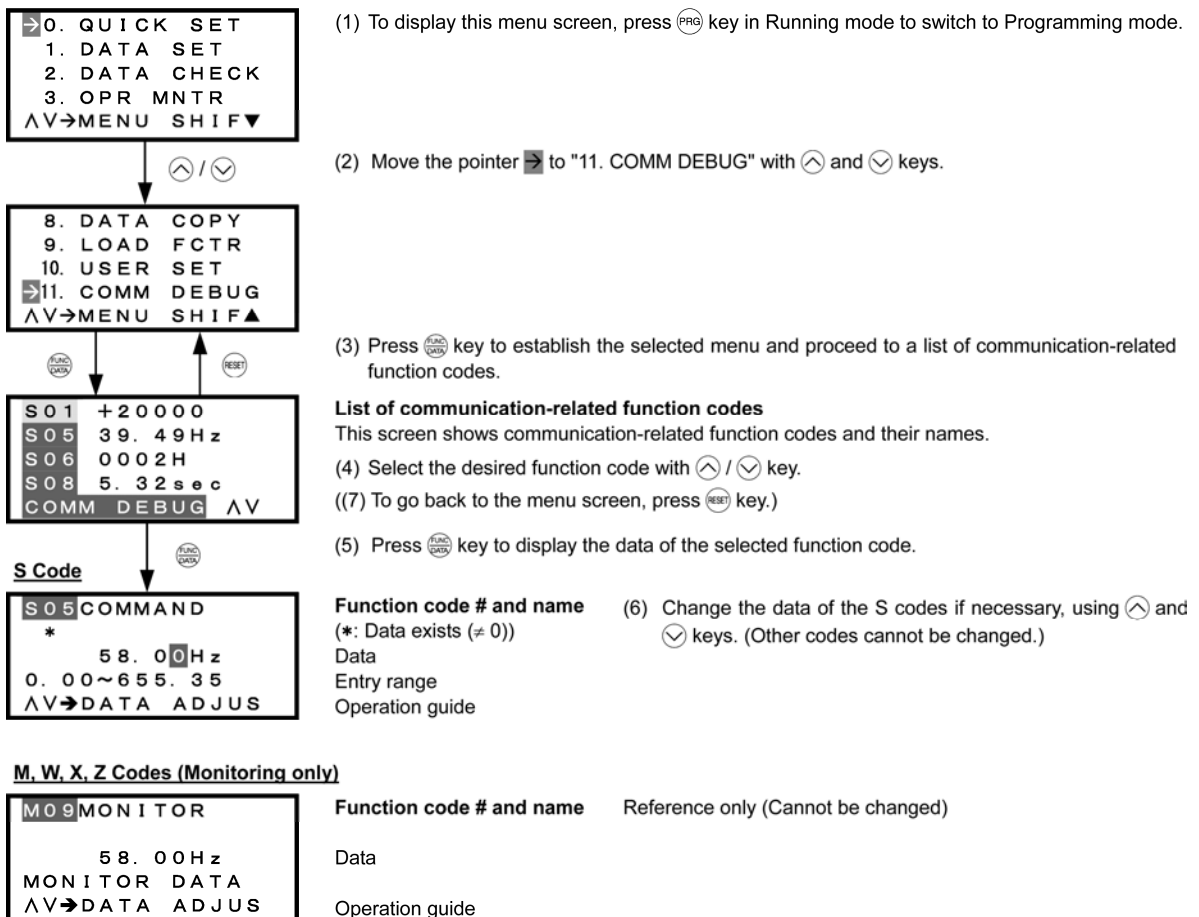 →0. QUICK SET
1. DATA SET
2. DATA CHECK
3. OPR MNTR
∧∨→MENU SHIF▼
(1) To display this menu screen, press PRG key in Running mode to switch to Programming mode.
∧ / ∨
(2) Move the pointer → to "11. COMM DEBUG" with ∧ and ∨ keys.
8. DATA COPY
9. LOAD FCTR
10. USER SET
→11. COMM DEBUG
∧∨→MENU SHIF▲
FUNC DATA
RESET
(3) Press FUNC DATA key to establish the selected menu and proceed to a list of communication-related
function codes.
S01 +20000
S05 39.49Hz
S06 0002H
S08 5.32sec
COMM DEBUG ∧∨
List of communication-related function codes
This screen shows communication-related function codes and their names.
(4) Select the desired function code with ∧ / ∨ key.
((7) To go back to the menu screen, press RESET key.)
FUNC DATA
(5) Press FUNC DATA key to display the data of the selected function code.
S Code
S05COMMAND
*
58.00Hz
0.00~655.35
∧∨→DATA ADJUS
Function code # and name
(*: Data exists (≠ 0))
Data
Entry range
Operation guide
(6) Change the data of the S codes if necessary, using ∧ and
∨ keys. (Other codes cannot be changed.)
M, W, X, Z Codes (Monitoring only)
M09MONITOR
58.00Hz
MONITOR DATA
∧∨→DATA ADJUS
Function code # and name
Reference only (Cannot be changed)
Data
Operation guide